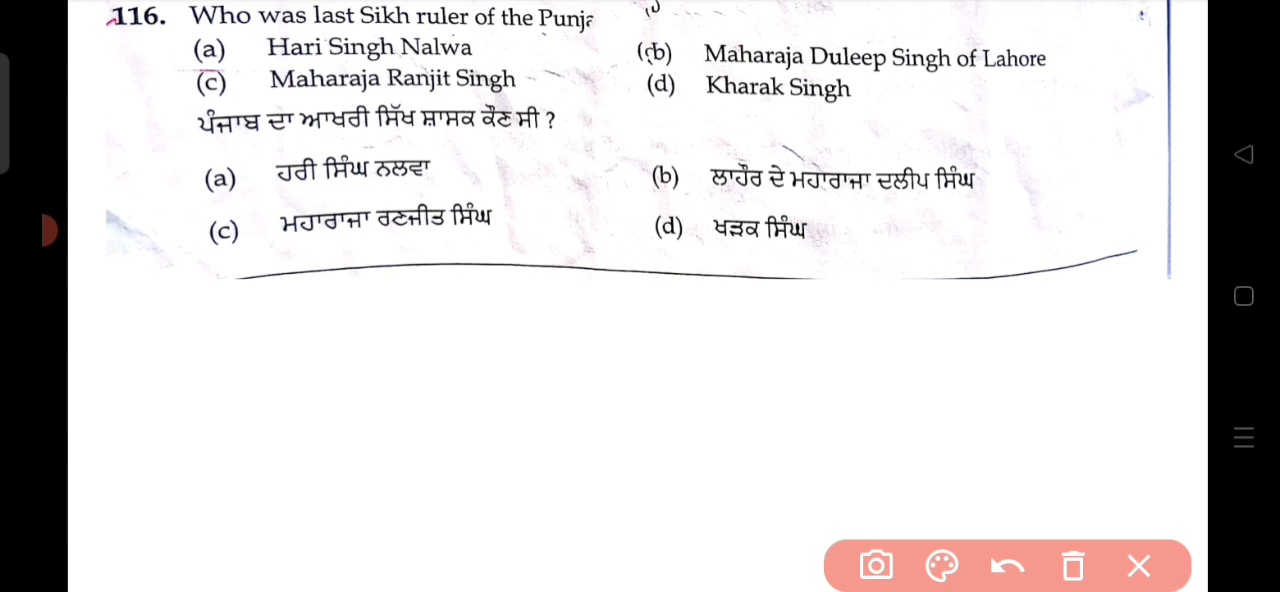 116. Who was last Sikh ruler of the
(a) Hari Singh Nalwa (b) Maharaja Duleep Singh of Lahore
(c) Maharaja Ranjit Singh (d) Kharak Singh
ਪੰਜਾਬ ਦਾ ਆਖਰੀ ਸਿੱਖ ਸ਼ਾਸਕ ਕੌਣ ਸੀ ?
(a) ਹਰੀ ਸਿੰਘ ਨਲਵਾ (b) ਲਾਹੌਰ ਦੇ ਮਹਾਰਾਜਾ ਦਲੀਪ ਸਿੰਘ
(c) ਮਹਾਰਾਜਾ ਰਣਜੀਤ ਸਿੰਘ (d) ਖੜਕ ਸਿੰਘ